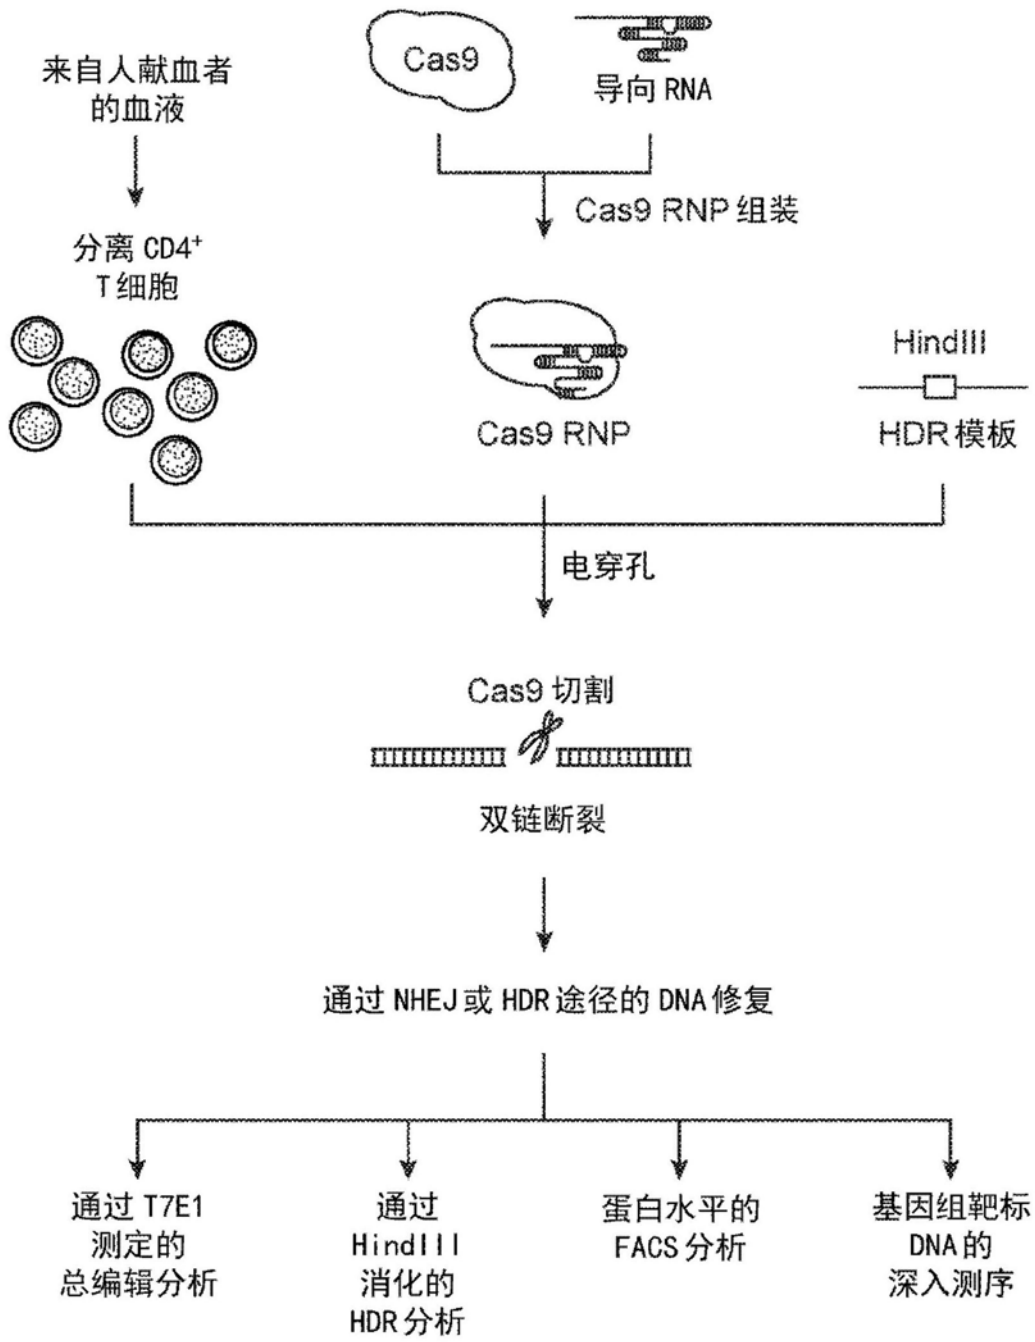 Cas9
导向 RNA
来自人献血者
的血液
Cas9 RNP 组装
分离 CD4⁺
T 细胞
Cas9 RNP
HindIII
HDR 模板
电穿孔
Cas9 切割
双链断裂
通过 NHEJ 或 HDR 途径的 DNA 修复
通过 T7E1
测定的
总编辑分析
通过
HindIII
消化的
HDR 分析
蛋白水平的
FACS 分析
基因组靶标
DNA 的
深入测序